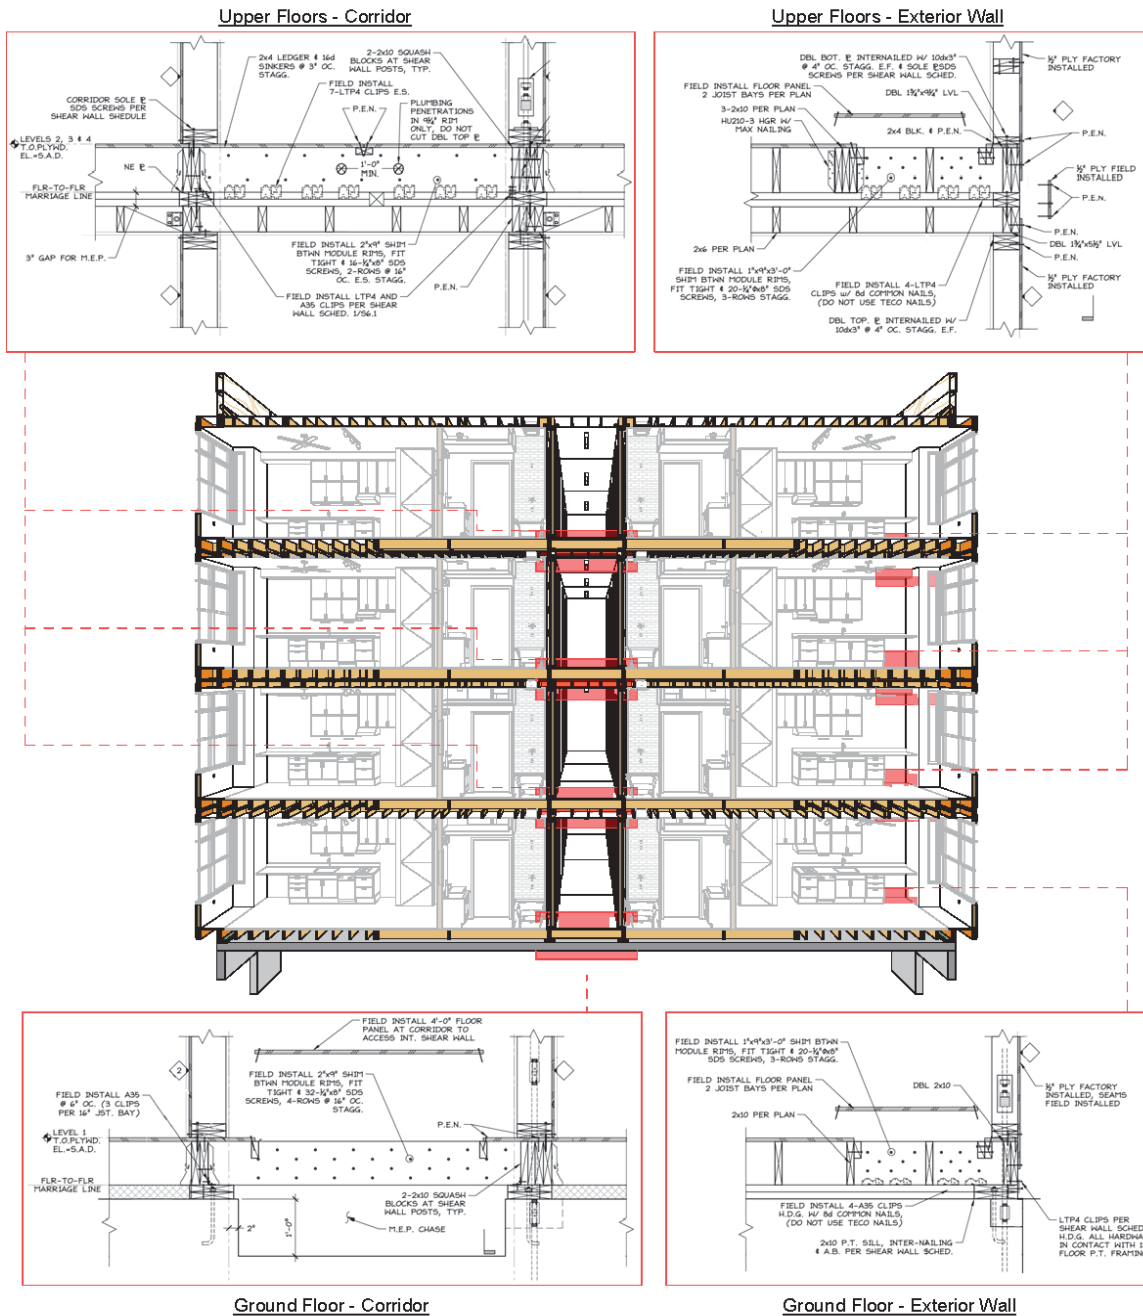 Upper Floors - Corridor
2x4 LEDGER & 16d
SINKERS @ 3" OC.
STAGG.
2-2x10 SQUASH
BLOCKS AT SHEAR
WALL POSTS, TYP.
FIELD INSTALL
7-LTP4 CLIPS E.S.
CORRIDOR SOLE ⅊
SDS SCREWS PER
SHEAR WALL SHEDULE
P.E.N.
PLUMBING
PENETRATIONS
IN 9¼" RIM
ONLY, DO NOT
CUT DBL TOP ⅊
LEVELS 2, 3 & 4
T.O.PLYWD.
EL.=S.A.D.
1'-0"
MIN.
NE ⅊
FLR-TO-FLR
MARRIAGE LINE
3" GAP FOR M.E.P.
FIELD INSTALL 2"x9" SHIM
BTWN MODULE RIMS, FIT
TIGHT & 16-¼"x8" SDS
SCREWS, 2-ROWS @ 16"
OC. E.S. STAGG.
P.E.N.
FIELD INSTALL LTP4 AND
A35 CLIPS PER SHEAR
WALL SCHED. 1/S6.1
Upper Floors - Exterior Wall
DBL BOT. ⅊ INTERNAILED W/ 10dx3"
@ 4" OC. STAGG. E.F. & SOLE ⅊SDS
SCREWS PER SHEAR WALL SCHED.
½" PLY FACTORY
INSTALLED
FIELD INSTALL FLOOR PANEL
2 JOIST BAYS PER PLAN
DBL 1¾"x9¼" LVL
3-2x10 PER PLAN
HU210-3 HGR W/
MAX NAILING
2x4 BLK. & P.E.N.
P.E.N.
½" PLY FIELD
INSTALLED
P.E.N.
P.E.N.
2x6 PER PLAN
DBL 1¾"x5½" LVL
P.E.N.
FIELD INSTALL 1"x9"x3'-0"
SHIM BTWN MODULE RIMS,
FIT TIGHT & 20-¼"Øx8" SDS
SCREWS, 3-ROWS STAGG.
FIELD INSTALL 4-LTP4
CLIPS w/ 8d COMMON NAILS,
(DO NOT USE TECO NAILS)
½" PLY FACTORY
INSTALLED
DBL TOP. ⅊ INTERNAILED W/
10dx3" @ 4" OC. STAGG. E.F.
FIELD INSTALL 4'-0" FLOOR
PANEL AT CORRIDOR TO
ACCESS INT. SHEAR WALL
2
FIELD INSTALL 2"x9" SHIM
BTWN MODULE RIMS, FIT
TIGHT & 32-¼"x8" SDS
SCREWS, 4-ROWS @ 16" OC.
STAGG.
FIELD INSTALL A35
@ 6" OC. (3 CLIPS
PER 16" JST. BAY)
P.E.N.
LEVEL 1
T.O.PLYWD.
EL.=S.A.D.
FLR-TO-FLR
MARRIAGE LINE
2-2x10 SQUASH
BLOCKS AT SHEAR
WALL POSTS, TYP.
2"
1'-0"
M.E.P. CHASE
Ground Floor - Corridor
FIELD INSTALL 1"x9"x3'-0" SHIM BTWN
MODULE RIMS, FIT TIGHT & 20-¼"Øx8"
SDS SCREWS, 3-ROWS STAGG.
FIELD INSTALL FLOOR PANEL
2 JOIST BAYS PER PLAN
DBL 2x10
½" PLY FACTORY
INSTALLED, SEAMS
FIELD INSTALLED
2x10 PER PLAN
FIELD INSTALL 4-A35 CLIPS
H.D.G. W/ 8d COMMON NAILS,
(DO NOT USE TECO NAILS)
2x10 P.T. SILL, INTER-NAILING
& A.B. PER SHEAR WALL SCHED.
LTP4 CLIPS PER
SHEAR WALL SCHED
H.D.G. ALL HARDWA
IN CONTACT WITH 1
FLOOR P.T. FRAMIN
Ground Floor - Exterior Wall